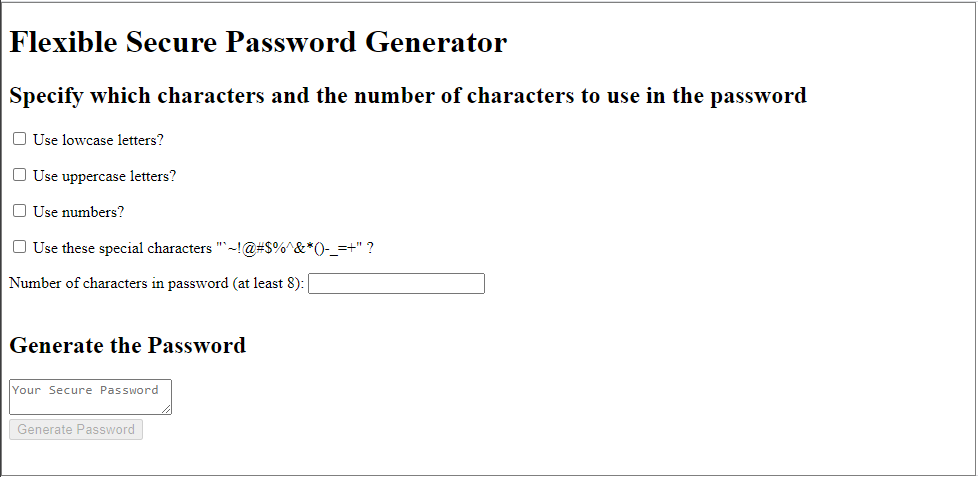 Flexible Secure Password Generator
Specify which characters and the number of characters to use in the password
Use lowcase letters?
Use uppercase letters?
Use numbers?
Use these special characters "`~!@#$%^&*()-_=+" ?
Number of characters in password (at least 8):
Generate the Password
Your Secure Password
Generate Password